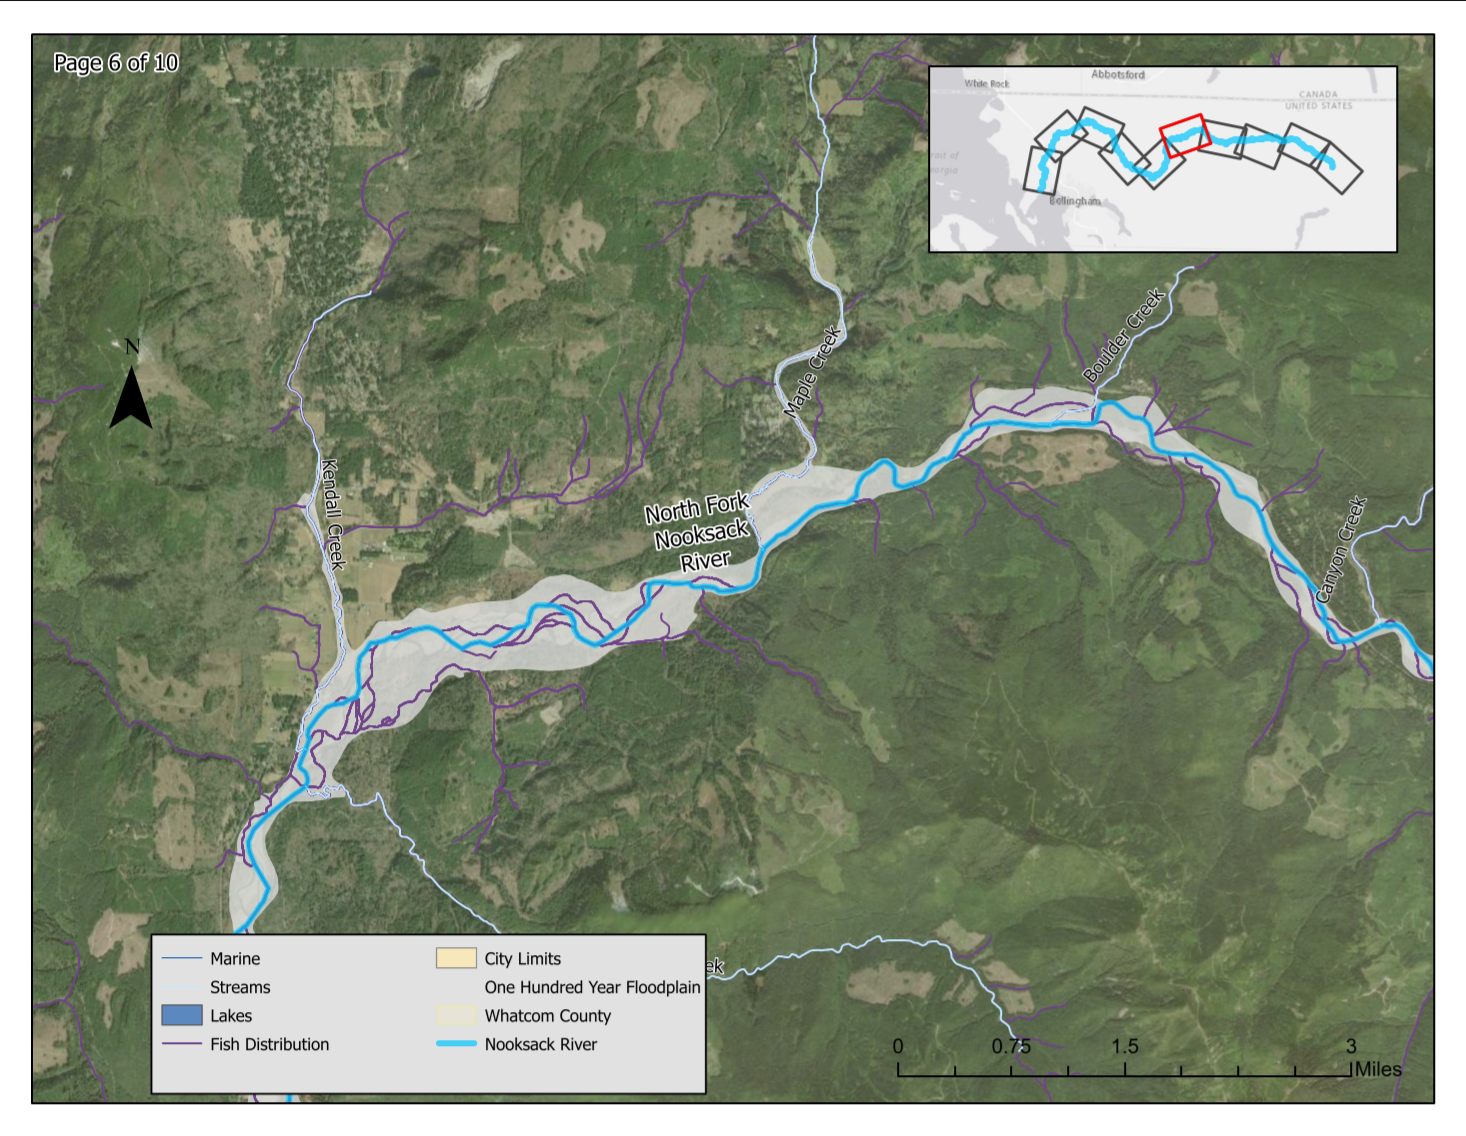 Page 6 of 10
Abbotsford
White Rock
CANADA
UNITED STATES
Bellingham
N
Boulder Creek
Maple Creek
Kendall Creek
North Fork
Nooksack
River
Canyon Creek
ek
Marine
Streams
Lakes
Fish Distribution
City Limits
One Hundred Year Floodplain
Whatcom County
Nooksack River
0 0.75 1.5 3
Miles